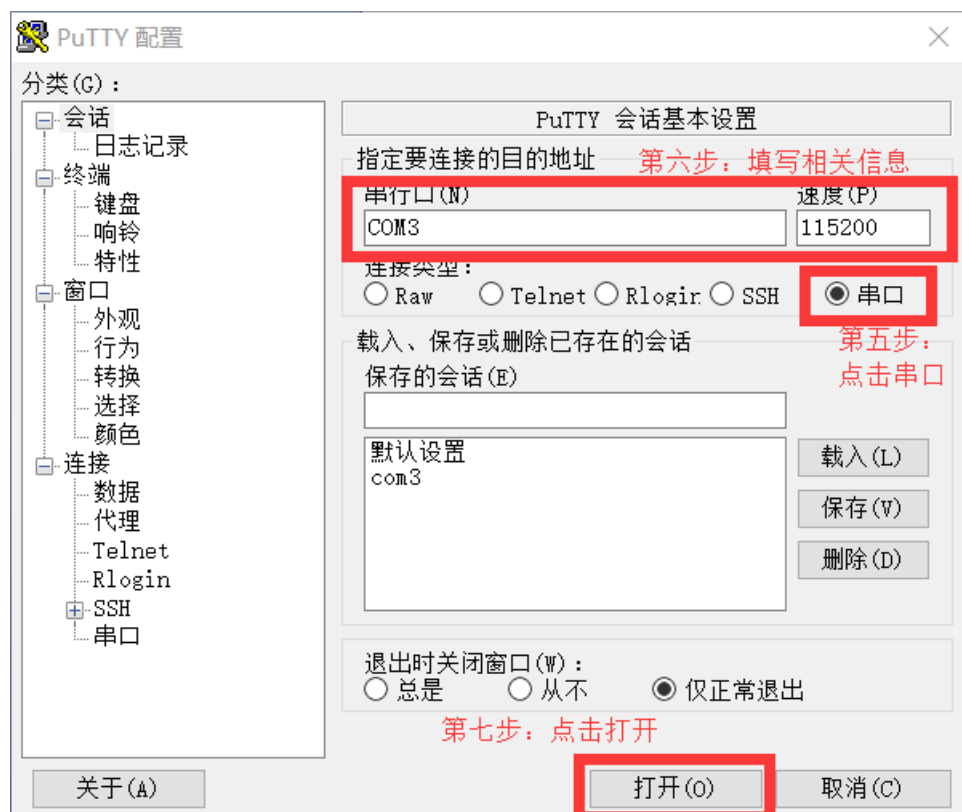 PuTTY 配置
分类(G)：
会话
日志记录
终端
键盘
响铃
特性
窗口
外观
行为
转换
选择
颜色
连接
数据
代理
Telnet
Rlogin
SSH
串口
PuTTY 会话基本设置
指定要连接的目的地址
第六步：填写相关信息
串行口(N) 速度(P)
COM3 115200
连接类型：
Raw Telnet Rlogin SSH 串口
第五步：
点击串口
载入、保存或删除已存在的会话
保存的会话(E)
默认设置
com3
载入(L)
保存(V)
删除(D)
退出时关闭窗口(W)：
总是 从不 仅正常退出
第七步：点击打开
关于(A) 打开(O) 取消(C)